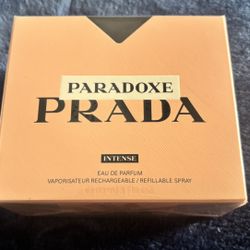 PARADOXE
PRADA
INTENSE
EAU DE PARFUM
VAPORISATEUR RECHARGEABLE / REFILLABLE SPRAY